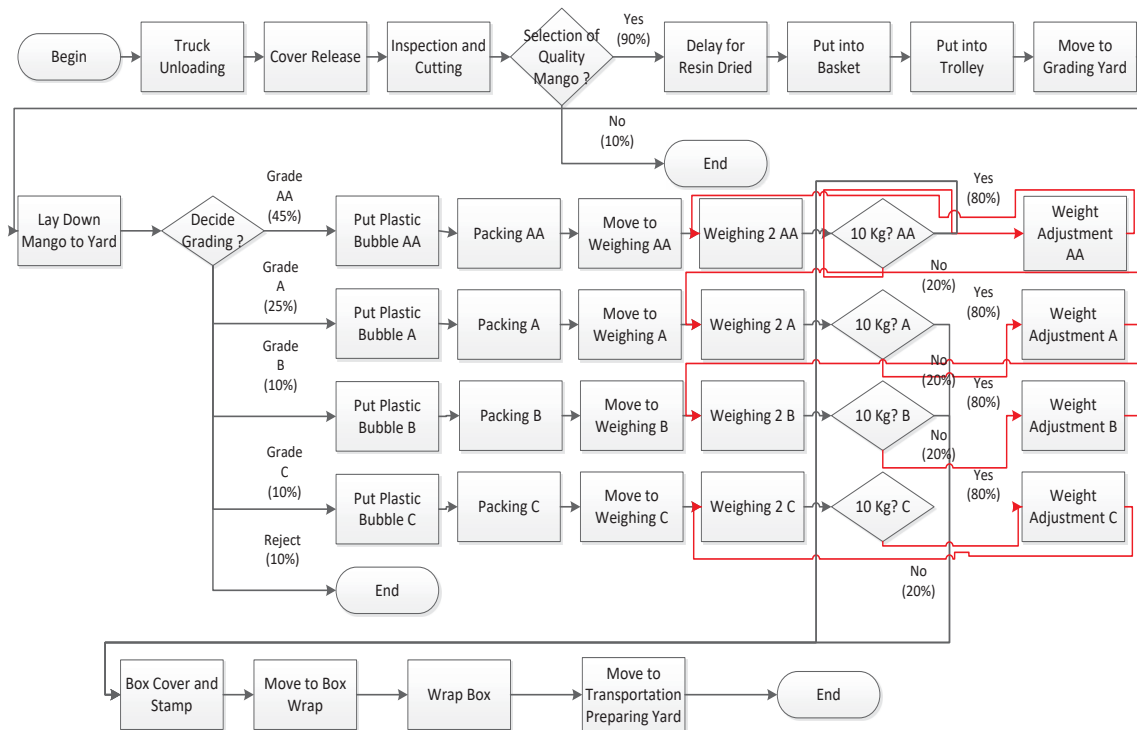 Begin
Truck
Unloading
Cover Release
Inspection and
Cutting
Selection of
Quality
Mango ?
Yes
(90%)
Delay for
Resin Dried
Put into
Basket
Put into
Trolley
Move to
Grading Yard
No
(10%)
End
Lay Down
Mango to Yard
Decide
Grading ?
Grade
AA
(45%)
Put Plastic
Bubble AA
Packing AA
Move to
Weighing AA
Weighing 2 AA
10 Kg? AA
Yes
(80%)
Weight
Adjustment
AA
No
(20%)
Grade
A
(25%)
Put Plastic
Bubble A
Packing A
Move to
Weighing A
Weighing 2 A
10 Kg? A
Yes
(80%)
Weight
Adjustment A
No
(20%)
Grade
B
(10%)
Put Plastic
Bubble B
Packing B
Move to
Weighing B
Weighing 2 B
10 Kg? B
Yes
(80%)
Weight
Adjustment B
No
(20%)
Grade
C
(10%)
Put Plastic
Bubble C
Packing C
Move to
Weighing C
Weighing 2 C
10 Kg? C
Yes
(80%)
Weight
Adjustment C
No
(20%)
Reject
(10%)
End
Box Cover and
Stamp
Move to Box
Wrap
Wrap Box
Move to
Transportation
Preparing Yard
End